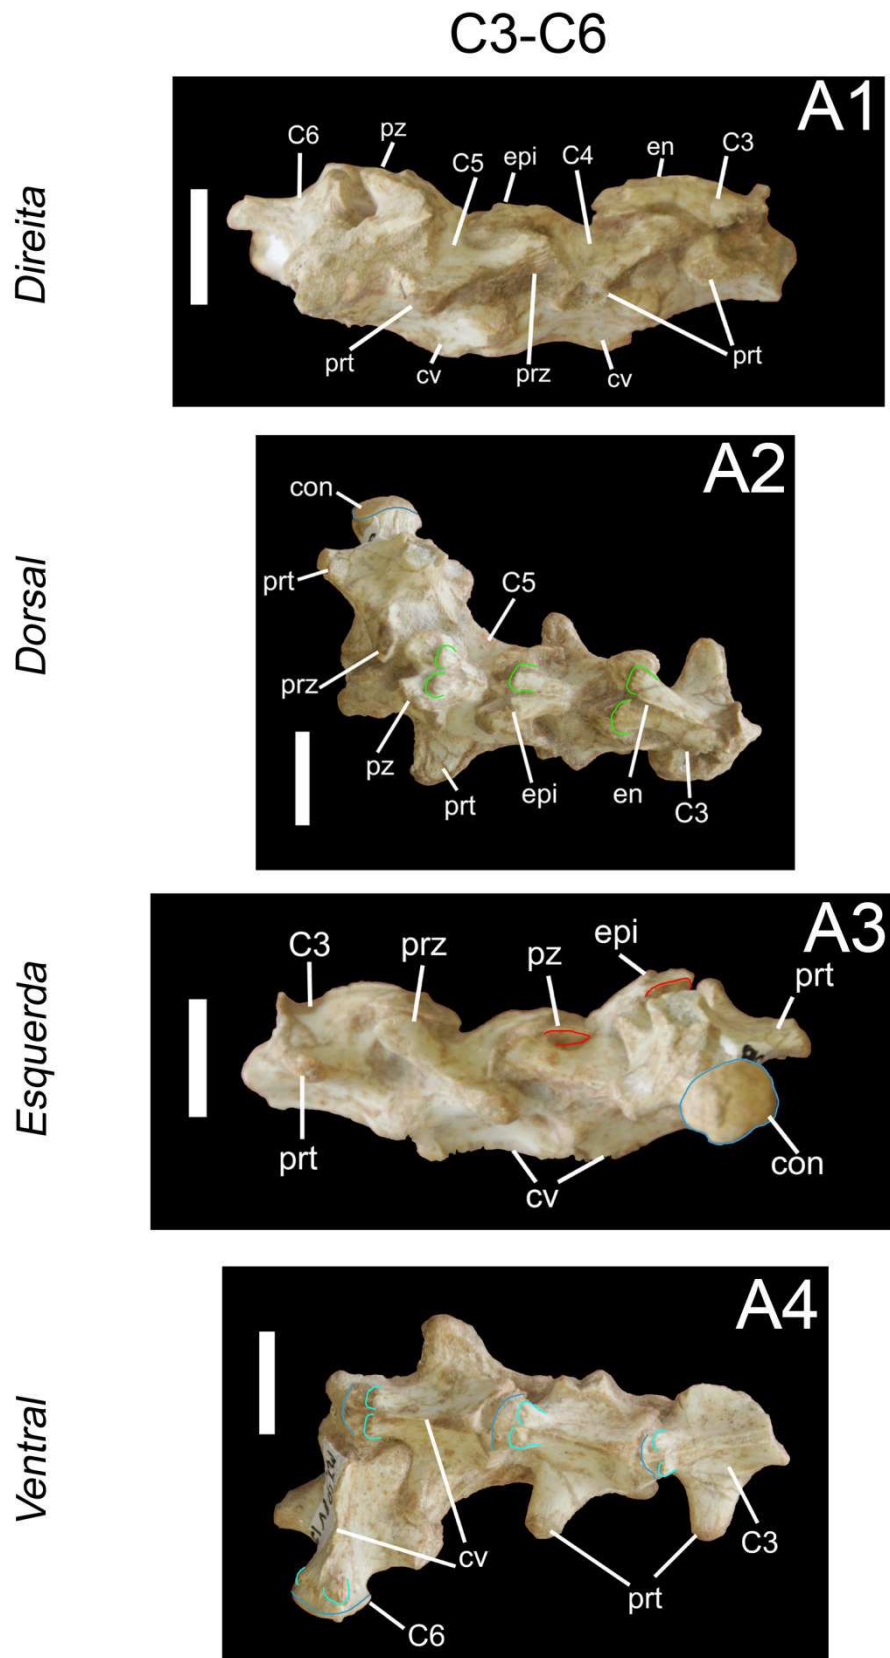 C3-C6
Direita
A1
C6
pz
C5
epi
C4
en
C3
prt
cv
prz
cv
prt
Dorsal
A2
con
prt
C5
prz
pz
prt
epi
en
C3
Esquerda
A3
C3
prz
pz
epi
prt
prt
cv
con
Ventral
A4
cv
prt
C3
C6